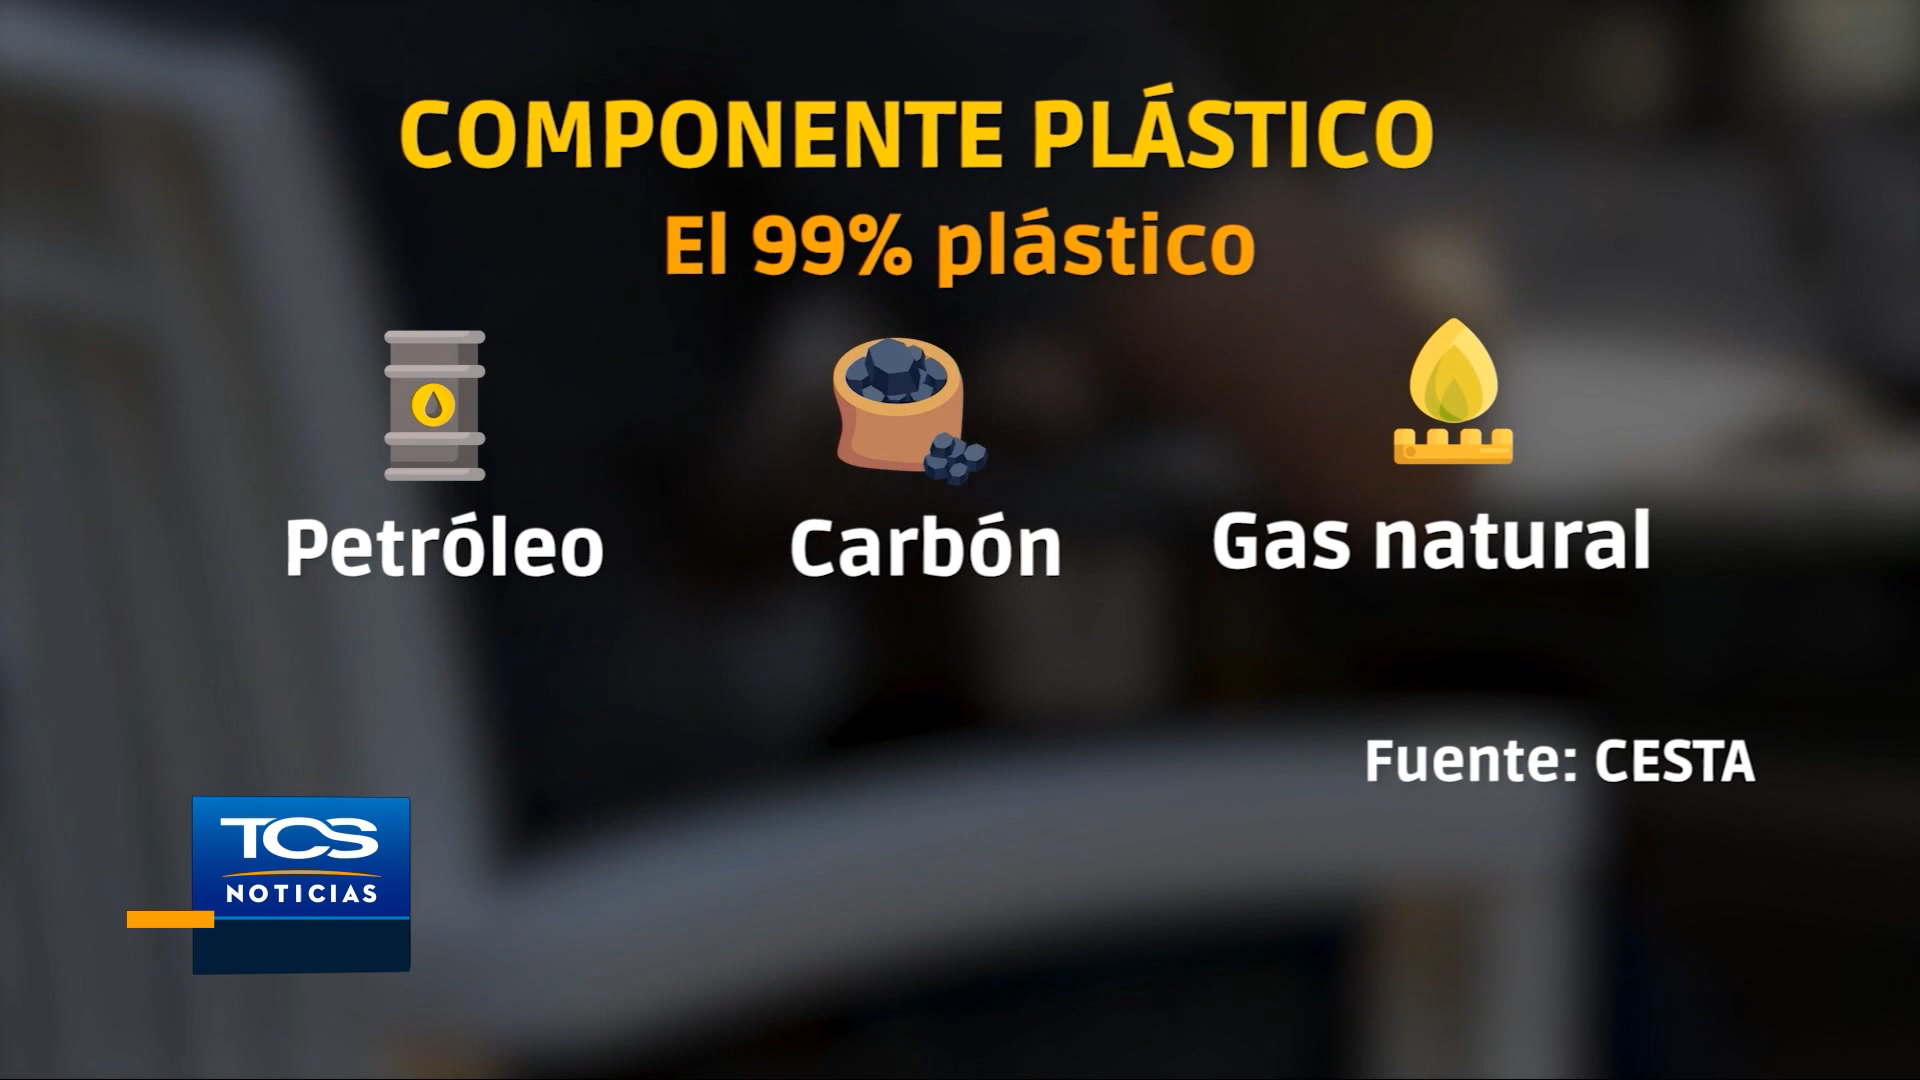 COMPONENTE PLÁSTICO
El 99% plástico
Petróleo
Carbón
Gas natural
Fuente: CESTA
TCS
NOTICIAS